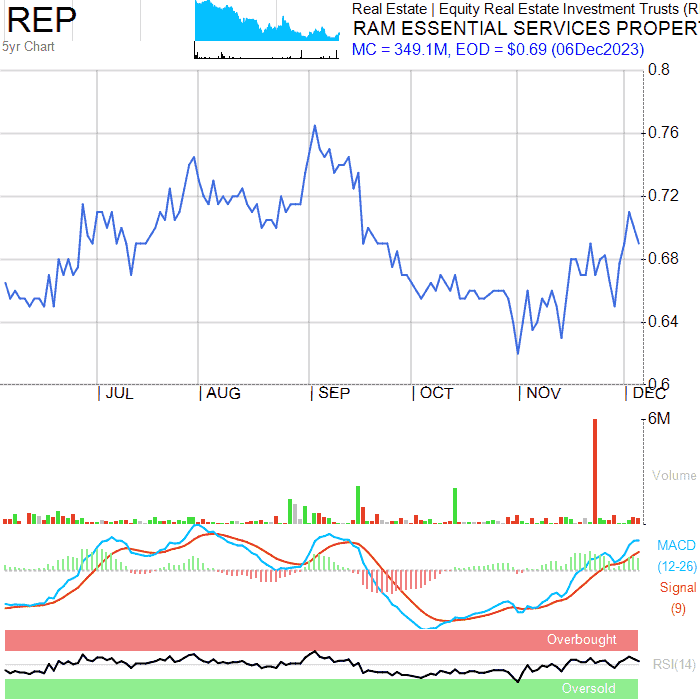 REP
5yr Chart
Real Estate | Equity Real Estate Investment Trusts (R
RAM ESSENTIAL SERVICES PROPER
MC = 349.1M, EOD = $0.69 (06Dec2023)
0.8
0.76
0.72
0.68
0.64
0.6
JUL AUG SEP OCT NOV DEC
6M
Volume
MACD
(12-26)
Signal
(9)
Overbought
RSI(14)
Oversold